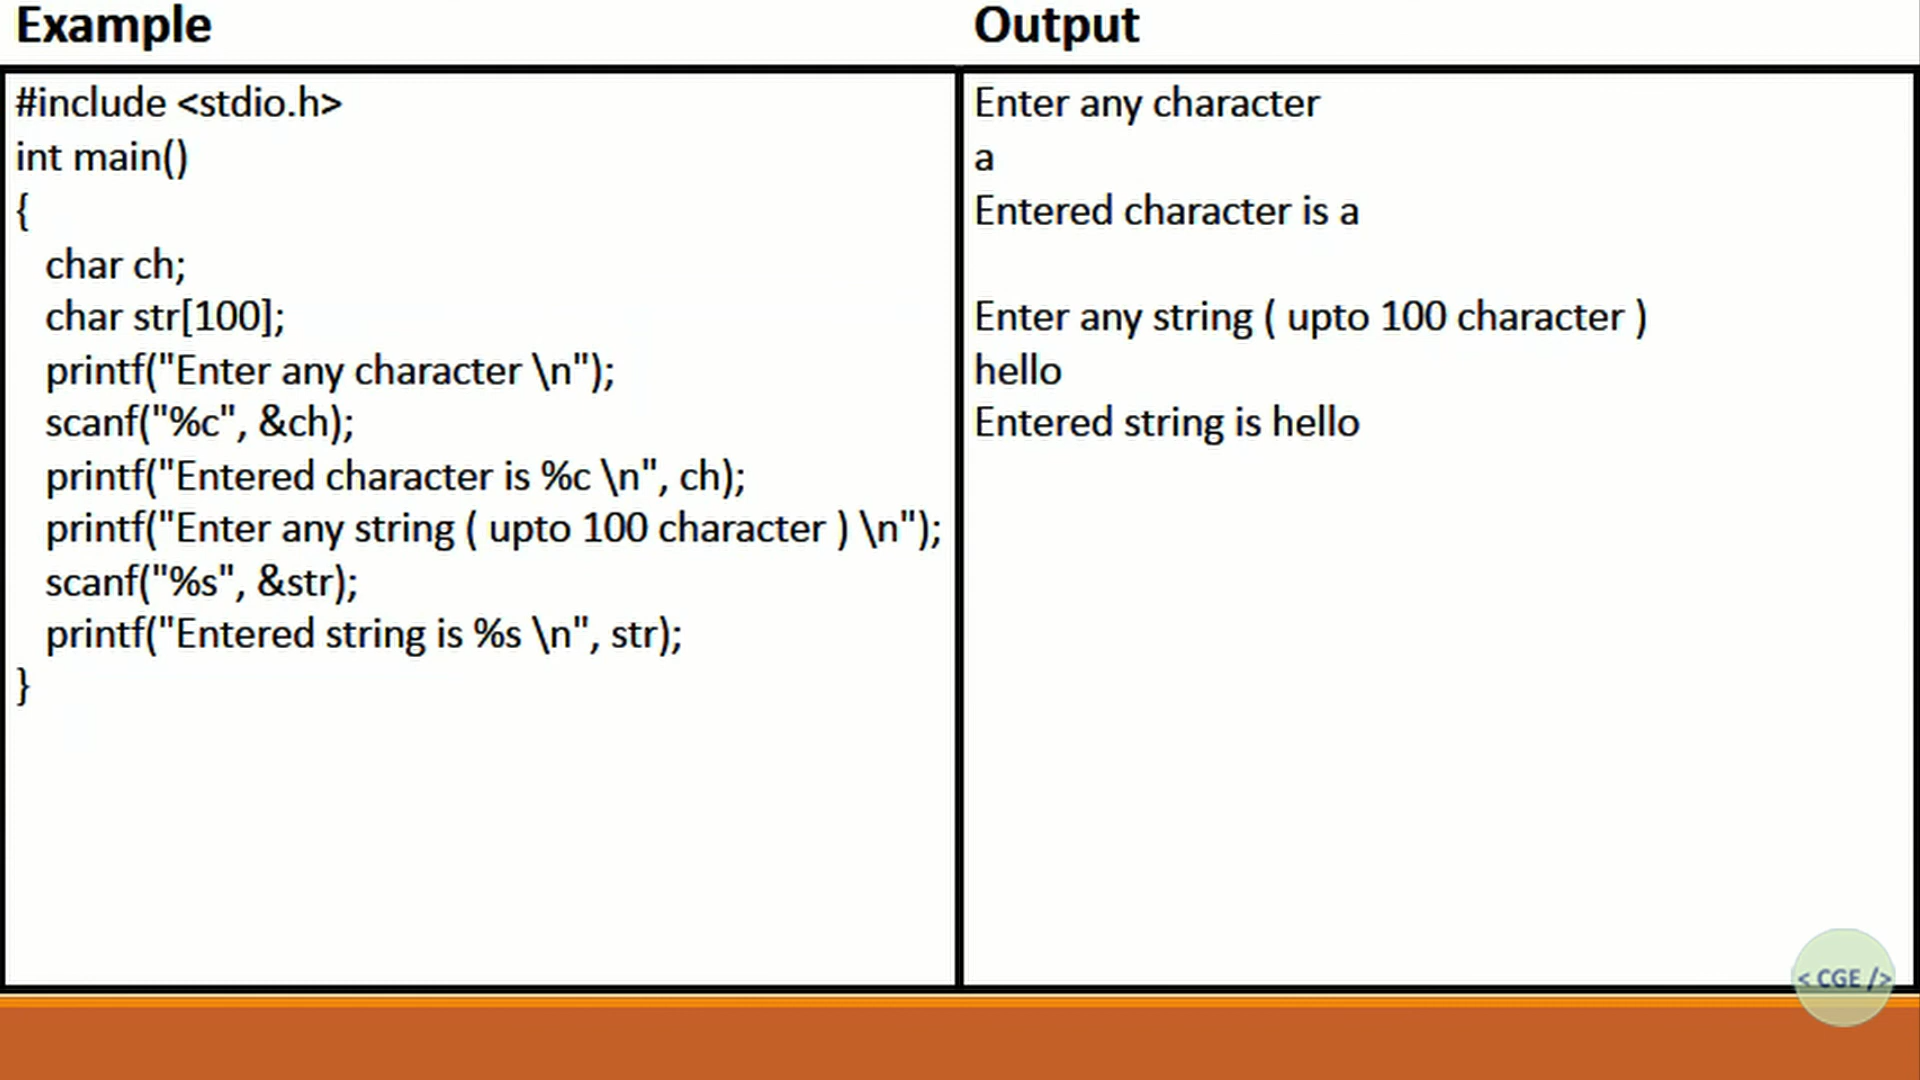 Example
#include <stdio.h>
int main()
{
char ch;
char str[100];
printf("Enter any character \n");
scanf("%c", &ch);
printf("Entered character is %c \n", ch);
printf("Enter any string ( upto 100 character ) \n");
scanf("%s", &str);
printf("Entered string is %s \n", str);
}
Output
Enter any character
a
Entered character is a
Enter any string ( upto 100 character )
hello
Entered string is hello
< CGE />